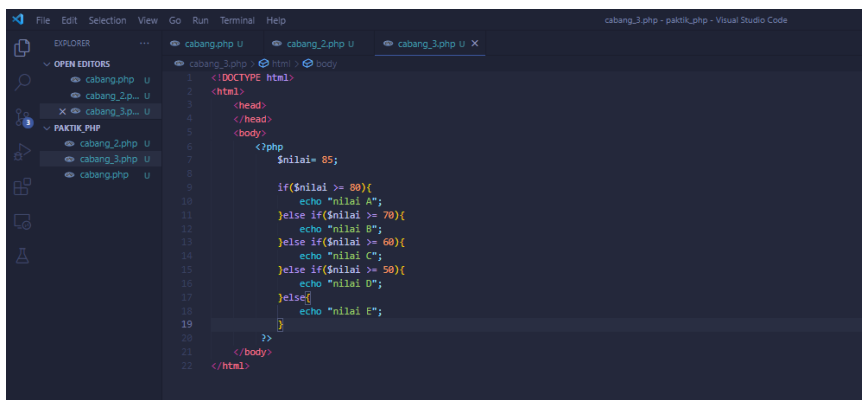 File Edit Selection View Go Run Terminal Help
cabang_3.php - paktik_php - Visual Studio Code
EXPLORER ...
cabang.php U
cabang_2.php U
cabang_3.php U ×
OPEN EDITORS
cabang.php U
cabang_2.p... U
× cabang_3.p... U
PAKTIK_PHP
cabang_2.php U
cabang_3.php U
cabang.php U
3
cabang_3.php > html > body
1 <!DOCTYPE html>
2 <html>
3 <head>
4 </head>
5 <body>
6 <?php
7 $nilai= 85;
8
9 if($nilai >= 80){
10 echo "nilai A";
11 }else if($nilai >= 70){
12 echo "nilai B";
13 }else if($nilai >= 60){
14 echo "nilai C";
15 }else if($nilai >= 50){
16 echo "nilai D";
17 }else{
18 echo "nilai E";
19 }
20 ?>
21 </body>
22 </html>